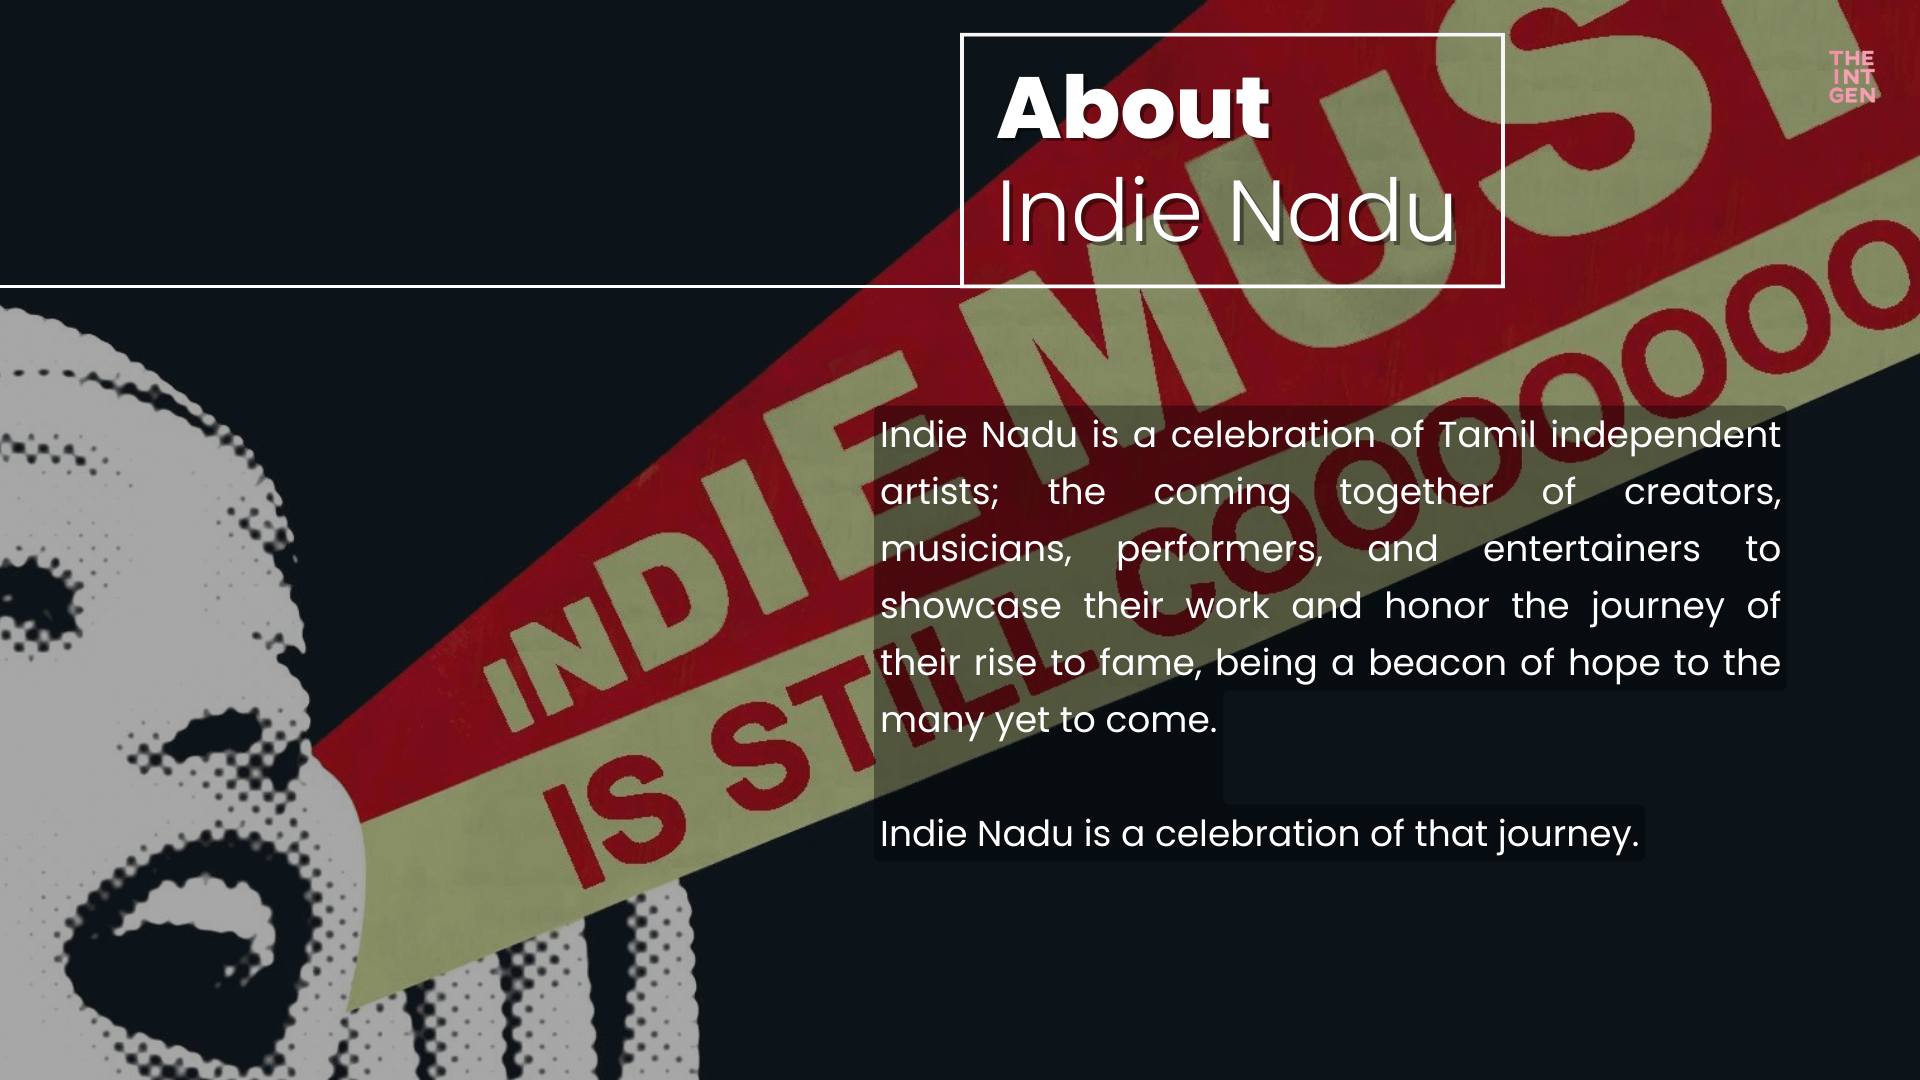 About
Indie Nadu
THE
INT
GEN
INDIE MUSI
IS STILL COOOOOOOO
Indie Nadu is a celebration of Tamil independent
artists; the coming together of creators,
musicians, performers, and entertainers to
showcase their work and honor the journey of
their rise to fame, being a beacon of hope to the
many yet to come.
Indie Nadu is a celebration of that journey.